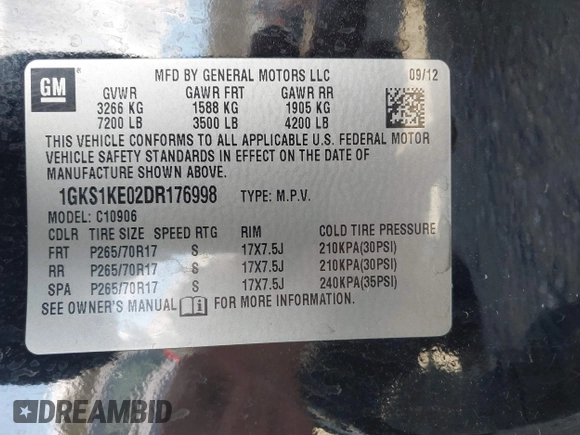 GM
MFD BY GENERAL MOTORS LLC 09/12
GVWR GAWR FRT GAWR RR
3266 KG 1588 KG 1905 KG
7200 LB 3500 LB 4200 LB
THIS VEHICLE CONFORMS TO ALL APPLICABLE U.S. FEDERAL MOTOR
VEHICLE SAFETY STANDARDS IN EFFECT ON THE DATE OF
MANUFACTURE SHOWN ABOVE.
1GKS1KE02DR176998 TYPE: M.P.V.
MODEL: C10906
CDLR TIRE SIZE SPEED RTG RIM COLD TIRE PRESSURE
FRT P265/70R17 S 17X7.5J 210KPA(30PSI)
RR P265/70R17 S 17X7.5J 210KPA(30PSI)
SPA P265/70R17 S 17X7.5J 240KPA(35PSI)
SEE OWNER'S MANUAL FOR MORE INFORMATION.
DREAMBID